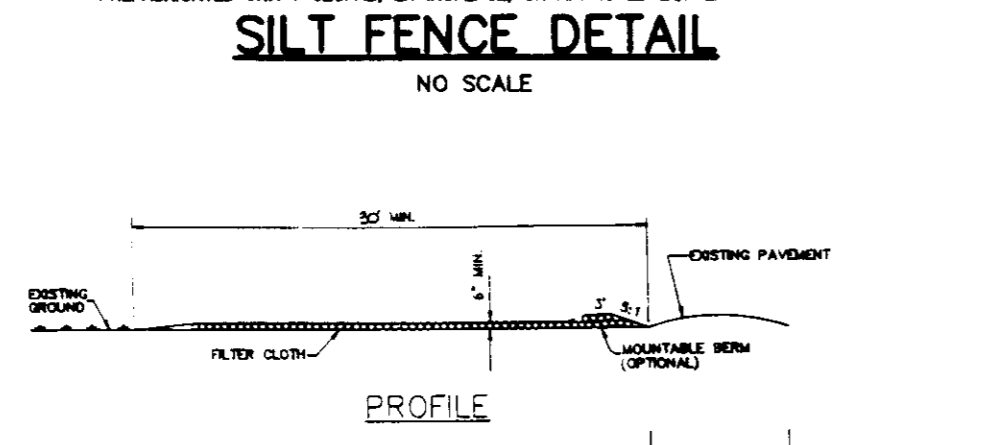 SILT FENCE DETAIL
NO SCALE
30' MIN.
6" MIN.
EXISTING PAVEMENT
EXISTING
GROUND
3'
5:1
FILTER CLOTH
MOUNTABLE BERM
(OPTIONAL)
PROFILE